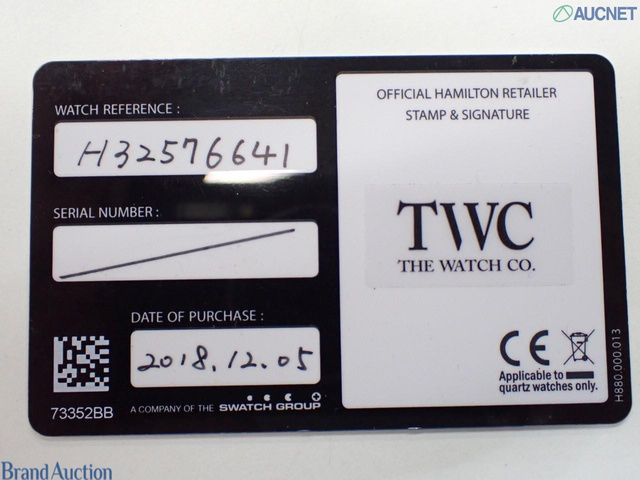 AUCNET
WATCH REFERENCE :
H32576641
SERIAL NUMBER :
DATE OF PURCHASE :
2018.12.05
73352BB
A COMPANY OF THE SWATCH GROUP
OFFICIAL HAMILTON RETAILER
STAMP & SIGNATURE
TWC
THE WATCH CO.
CE
Applicable to
quartz watches only.
H880.000.013
Brand Auction